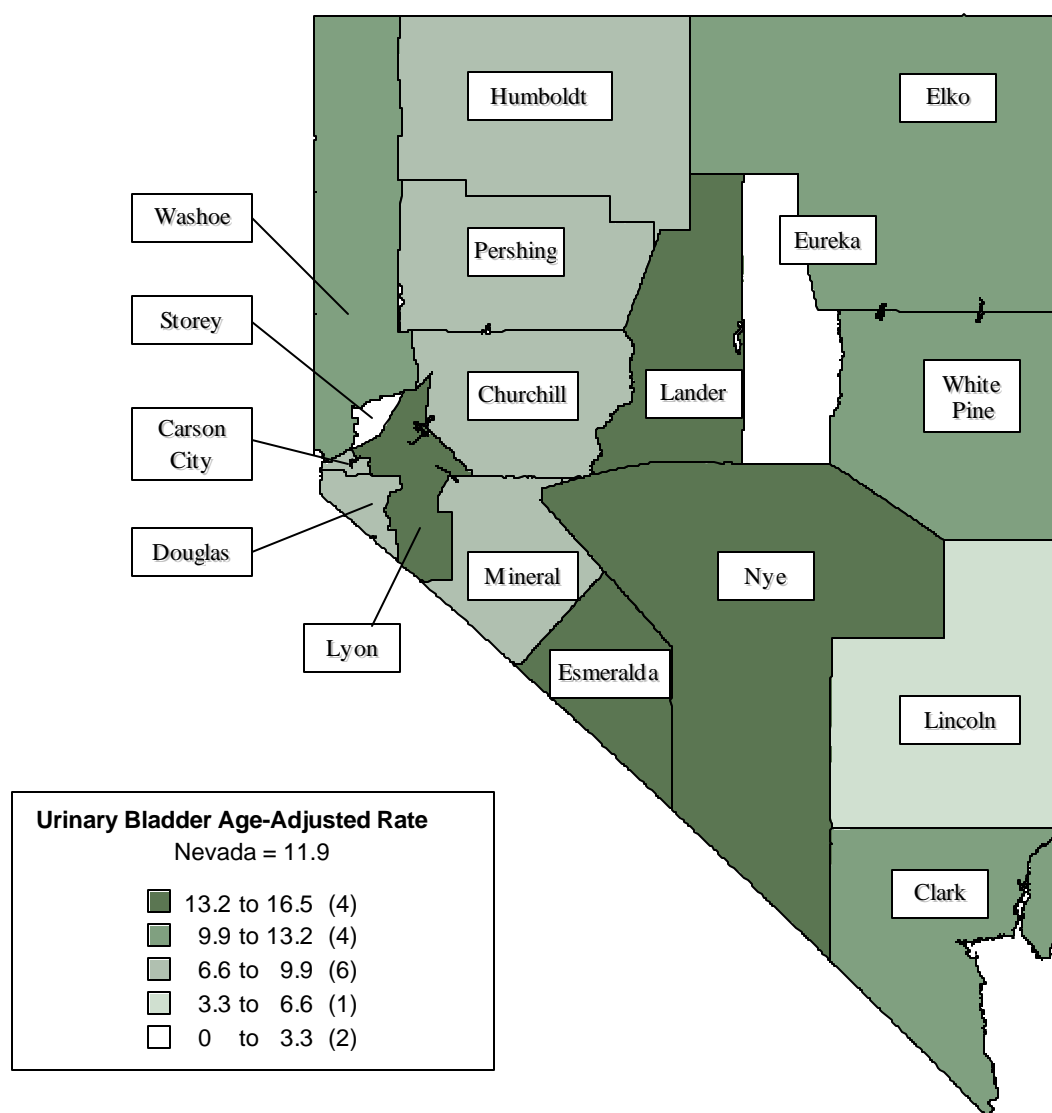 Humboldt
Elko
Washoe
Pershing
Eureka
Storey
Churchill
Lander
White
Pine
Carson
City
Douglas
Mineral
Nye
Lyon
Esmeralda
Lincoln
Clark
Urinary Bladder Age-Adjusted Rate
Nevada = 11.9
13.2 to 16.5 (4)
9.9 to 13.2 (4)
6.6 to 9.9 (6)
3.3 to 6.6 (1)
0 to 3.3 (2)